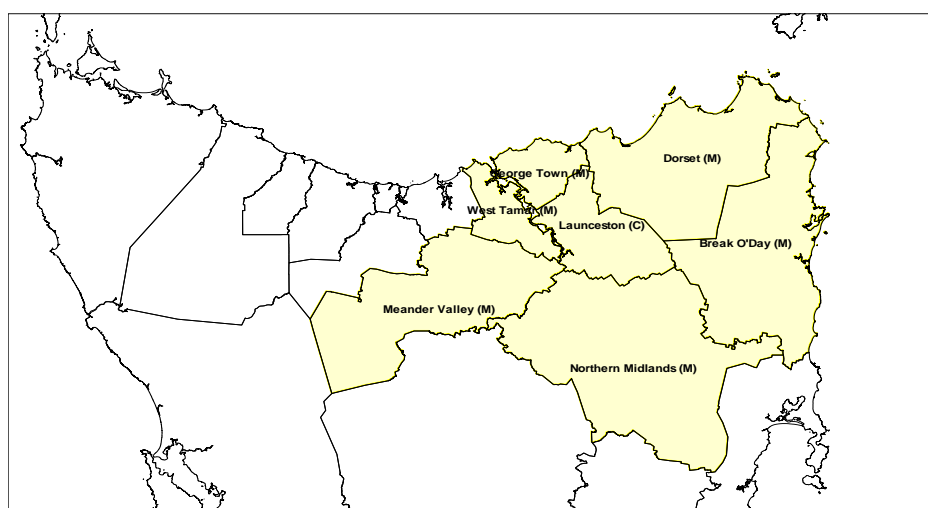 Dorset (M)
George Town (M)
West Tamar (M)
Launceston (C)
Break O'Day (M)
Meander Valley (M)
Northern Midlands (M)